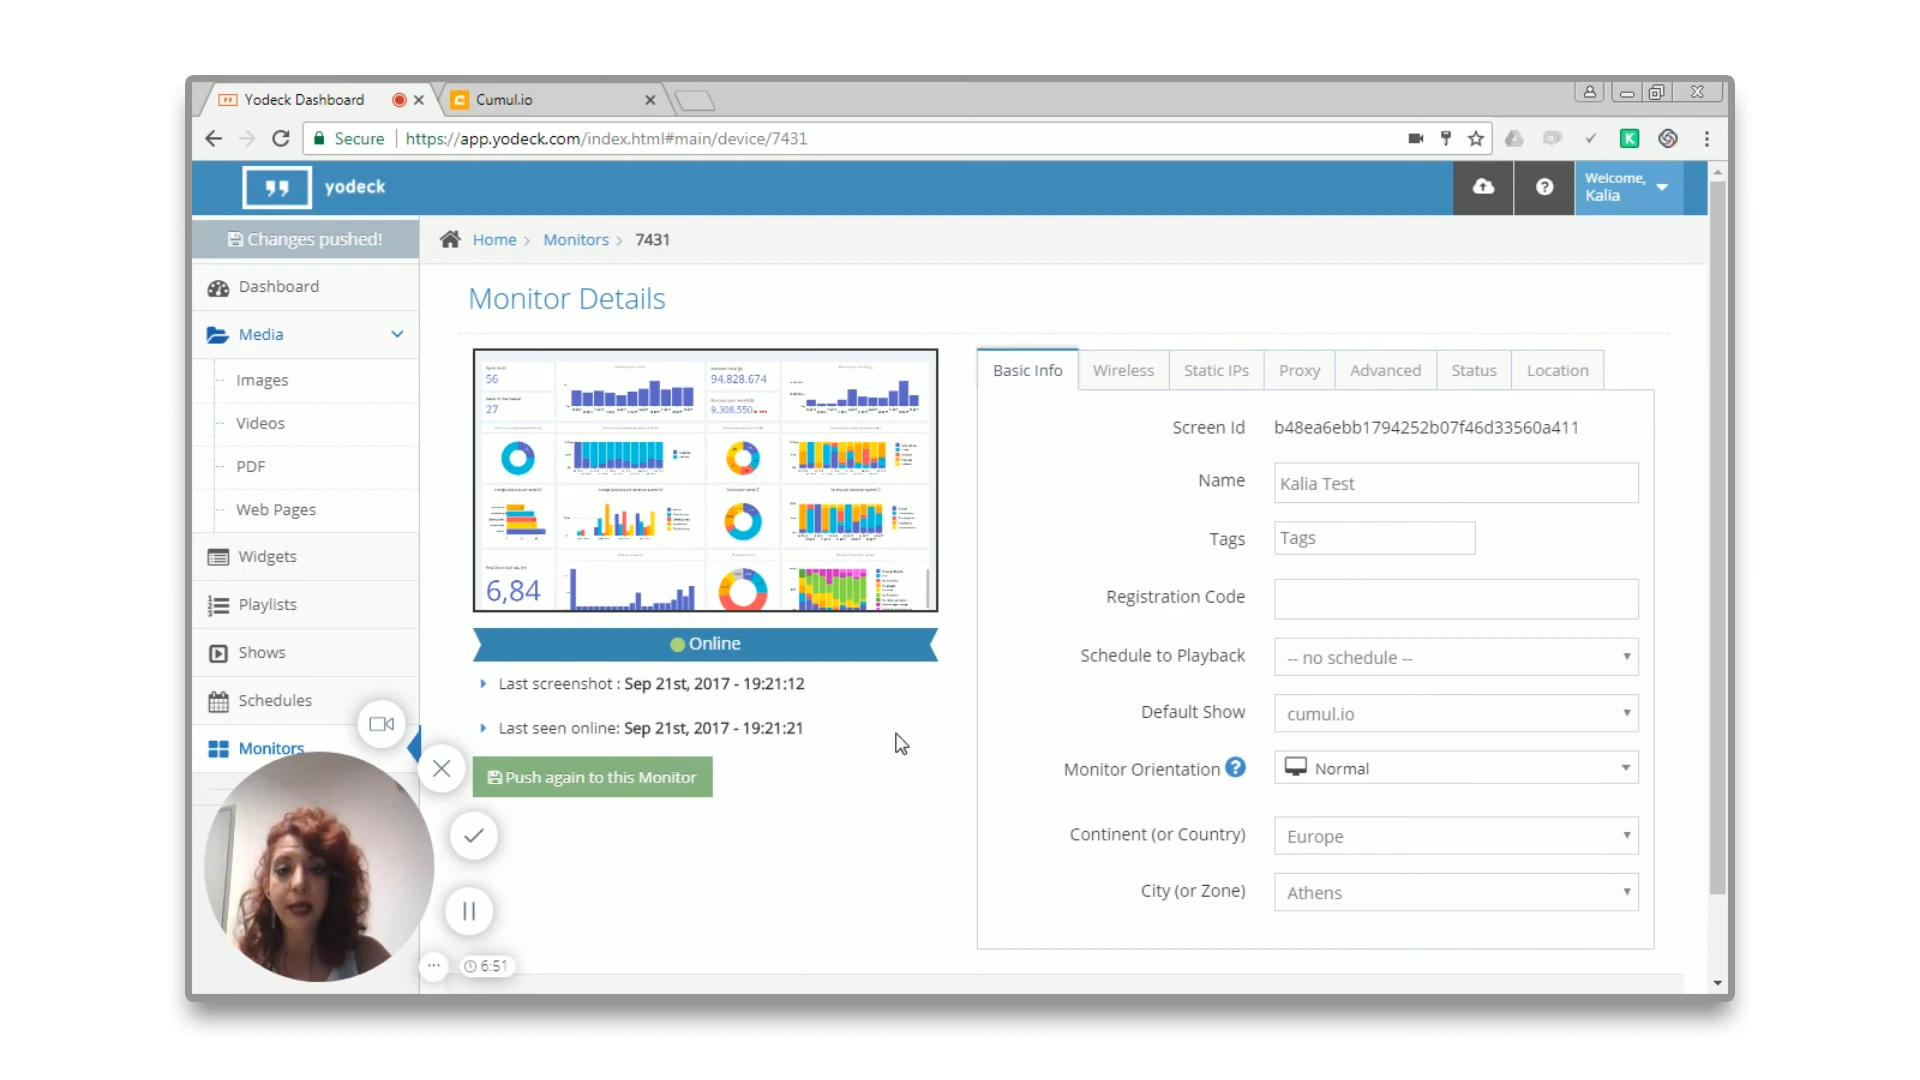 Yodeck Dashboard
Cumul.io
Secure
https://app.yodeck.com/index.html#main/device/7431
yodeck
Welcome,
Kalia
Changes pushed!
Home
Monitors
7431
Dashboard
Media
Images
Videos
PDF
Web Pages
Widgets
Playlists
Shows
Schedules
Monitors
Monitor Details
56
27
94.828.674
9.308.550
6,84
Online
Last screenshot : Sep 21st, 2017 - 19:21:12
Last seen online: Sep 21st, 2017 - 19:21:21
Push again to this Monitor
6:51
Basic Info
Wireless
Static IPs
Proxy
Advanced
Status
Location
Screen Id
b48ea6ebb1794252b07f46d33560a411
Name
Kalia Test
Tags
Tags
Registration Code
Schedule to Playback
-- no schedule --
Default Show
cumul.io
Monitor Orientation
Normal
Continent (or Country)
Europe
City (or Zone)
Athens